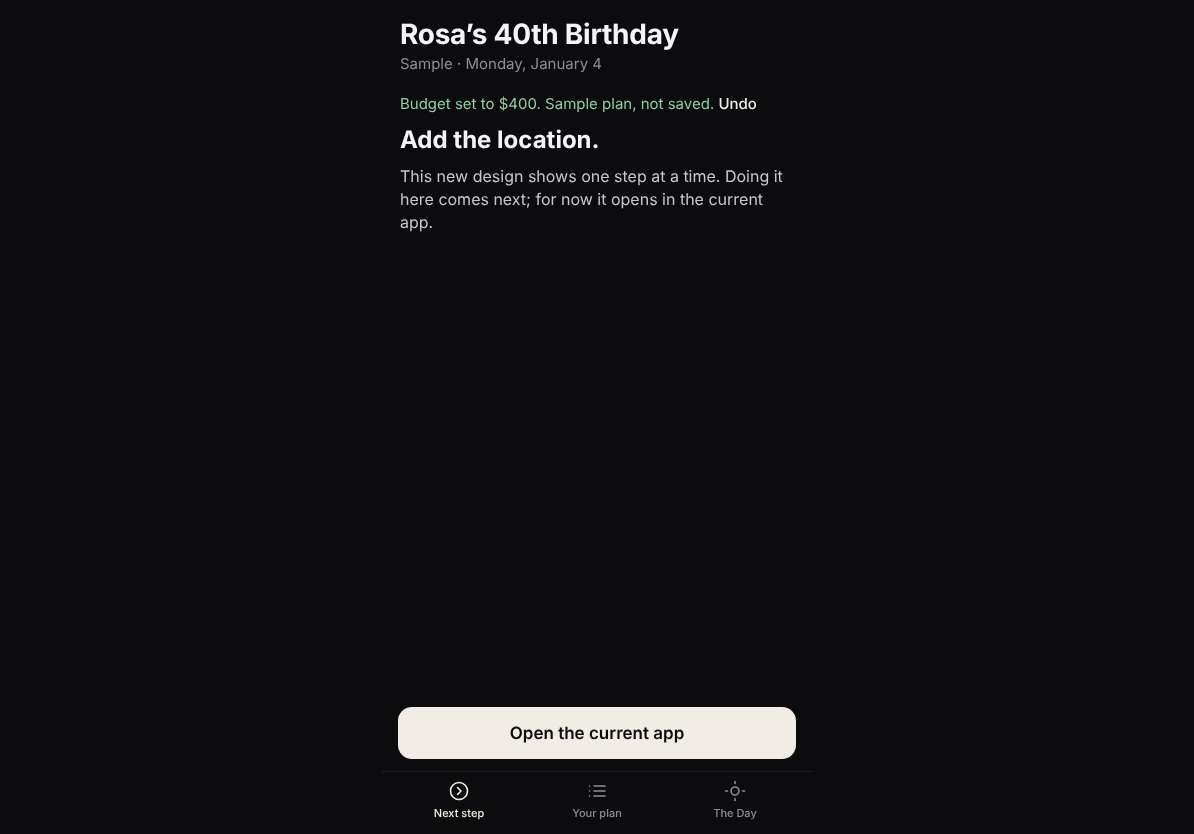 Rosa’s 40th Birthday
Sample · Monday, January 4
Budget set to $400. Sample plan, not saved. Undo
Add the location.
This new design shows one step at a time. Doing it
here comes next; for now it opens in the current
app.
Open the current app
Next step
Your plan
The Day